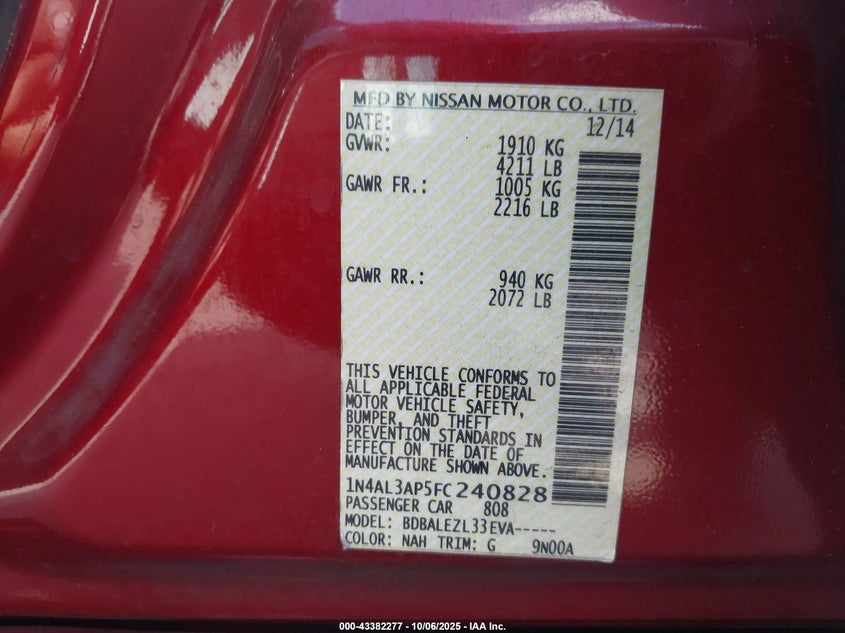 MFD BY NISSAN MOTOR CO., LTD.
DATE: 12/14
GVWR: 1910 KG
4211 LB
GAWR FR.: 1005 KG
2216 LB
GAWR RR.: 940 KG
2072 LB
THIS VEHICLE CONFORMS TO
ALL APPLICABLE FEDERAL
MOTOR VEHICLE SAFETY,
BUMPER, AND THEFT
PREVENTION STANDARDS IN
EFFECT ON THE DATE OF
MANUFACTURE SHOWN ABOVE.
1N4AL3AP5FC240828
PASSENGER CAR 808
MODEL: BDBALEZL33EVA-----
COLOR: NAH TRIM: G 9N00A
000-43382277 - 10/06/2025 - IAA Inc.